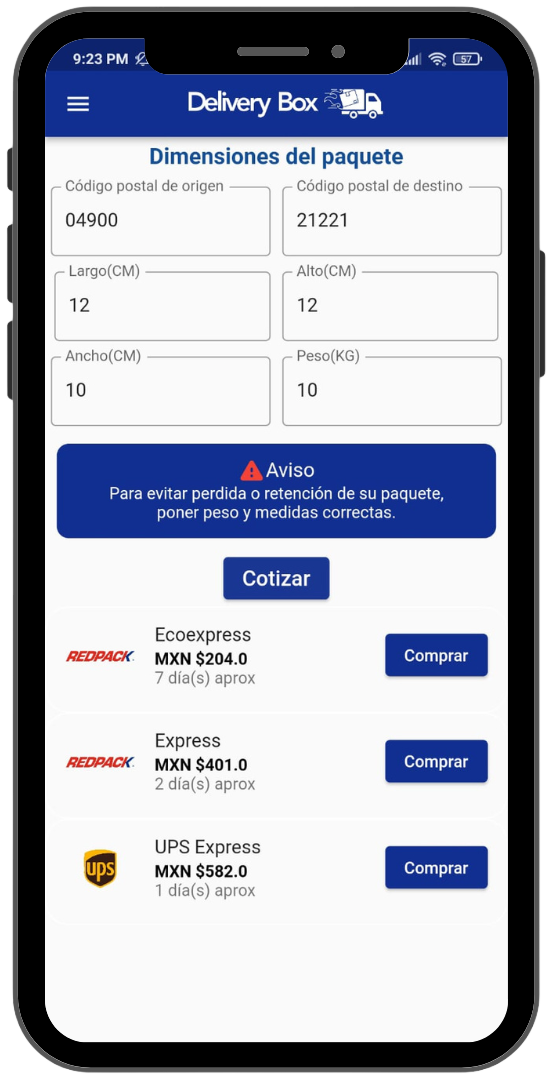 9:23 PM
57
Delivery Box
Dimensiones del paquete
Código postal de origen
04900
Código postal de destino
21221
Largo(CM)
12
Alto(CM)
12
Ancho(CM)
10
Peso(KG)
10
Aviso
Para evitar perdida o retención de su paquete,
poner peso y medidas correctas.
Cotizar
REDPACK
Ecoexpress
MXN $204.0
7 día(s) aprox
Comprar
REDPACK
Express
MXN $401.0
2 día(s) aprox
Comprar
ups
UPS Express
MXN $582.0
1 día(s) aprox
Comprar